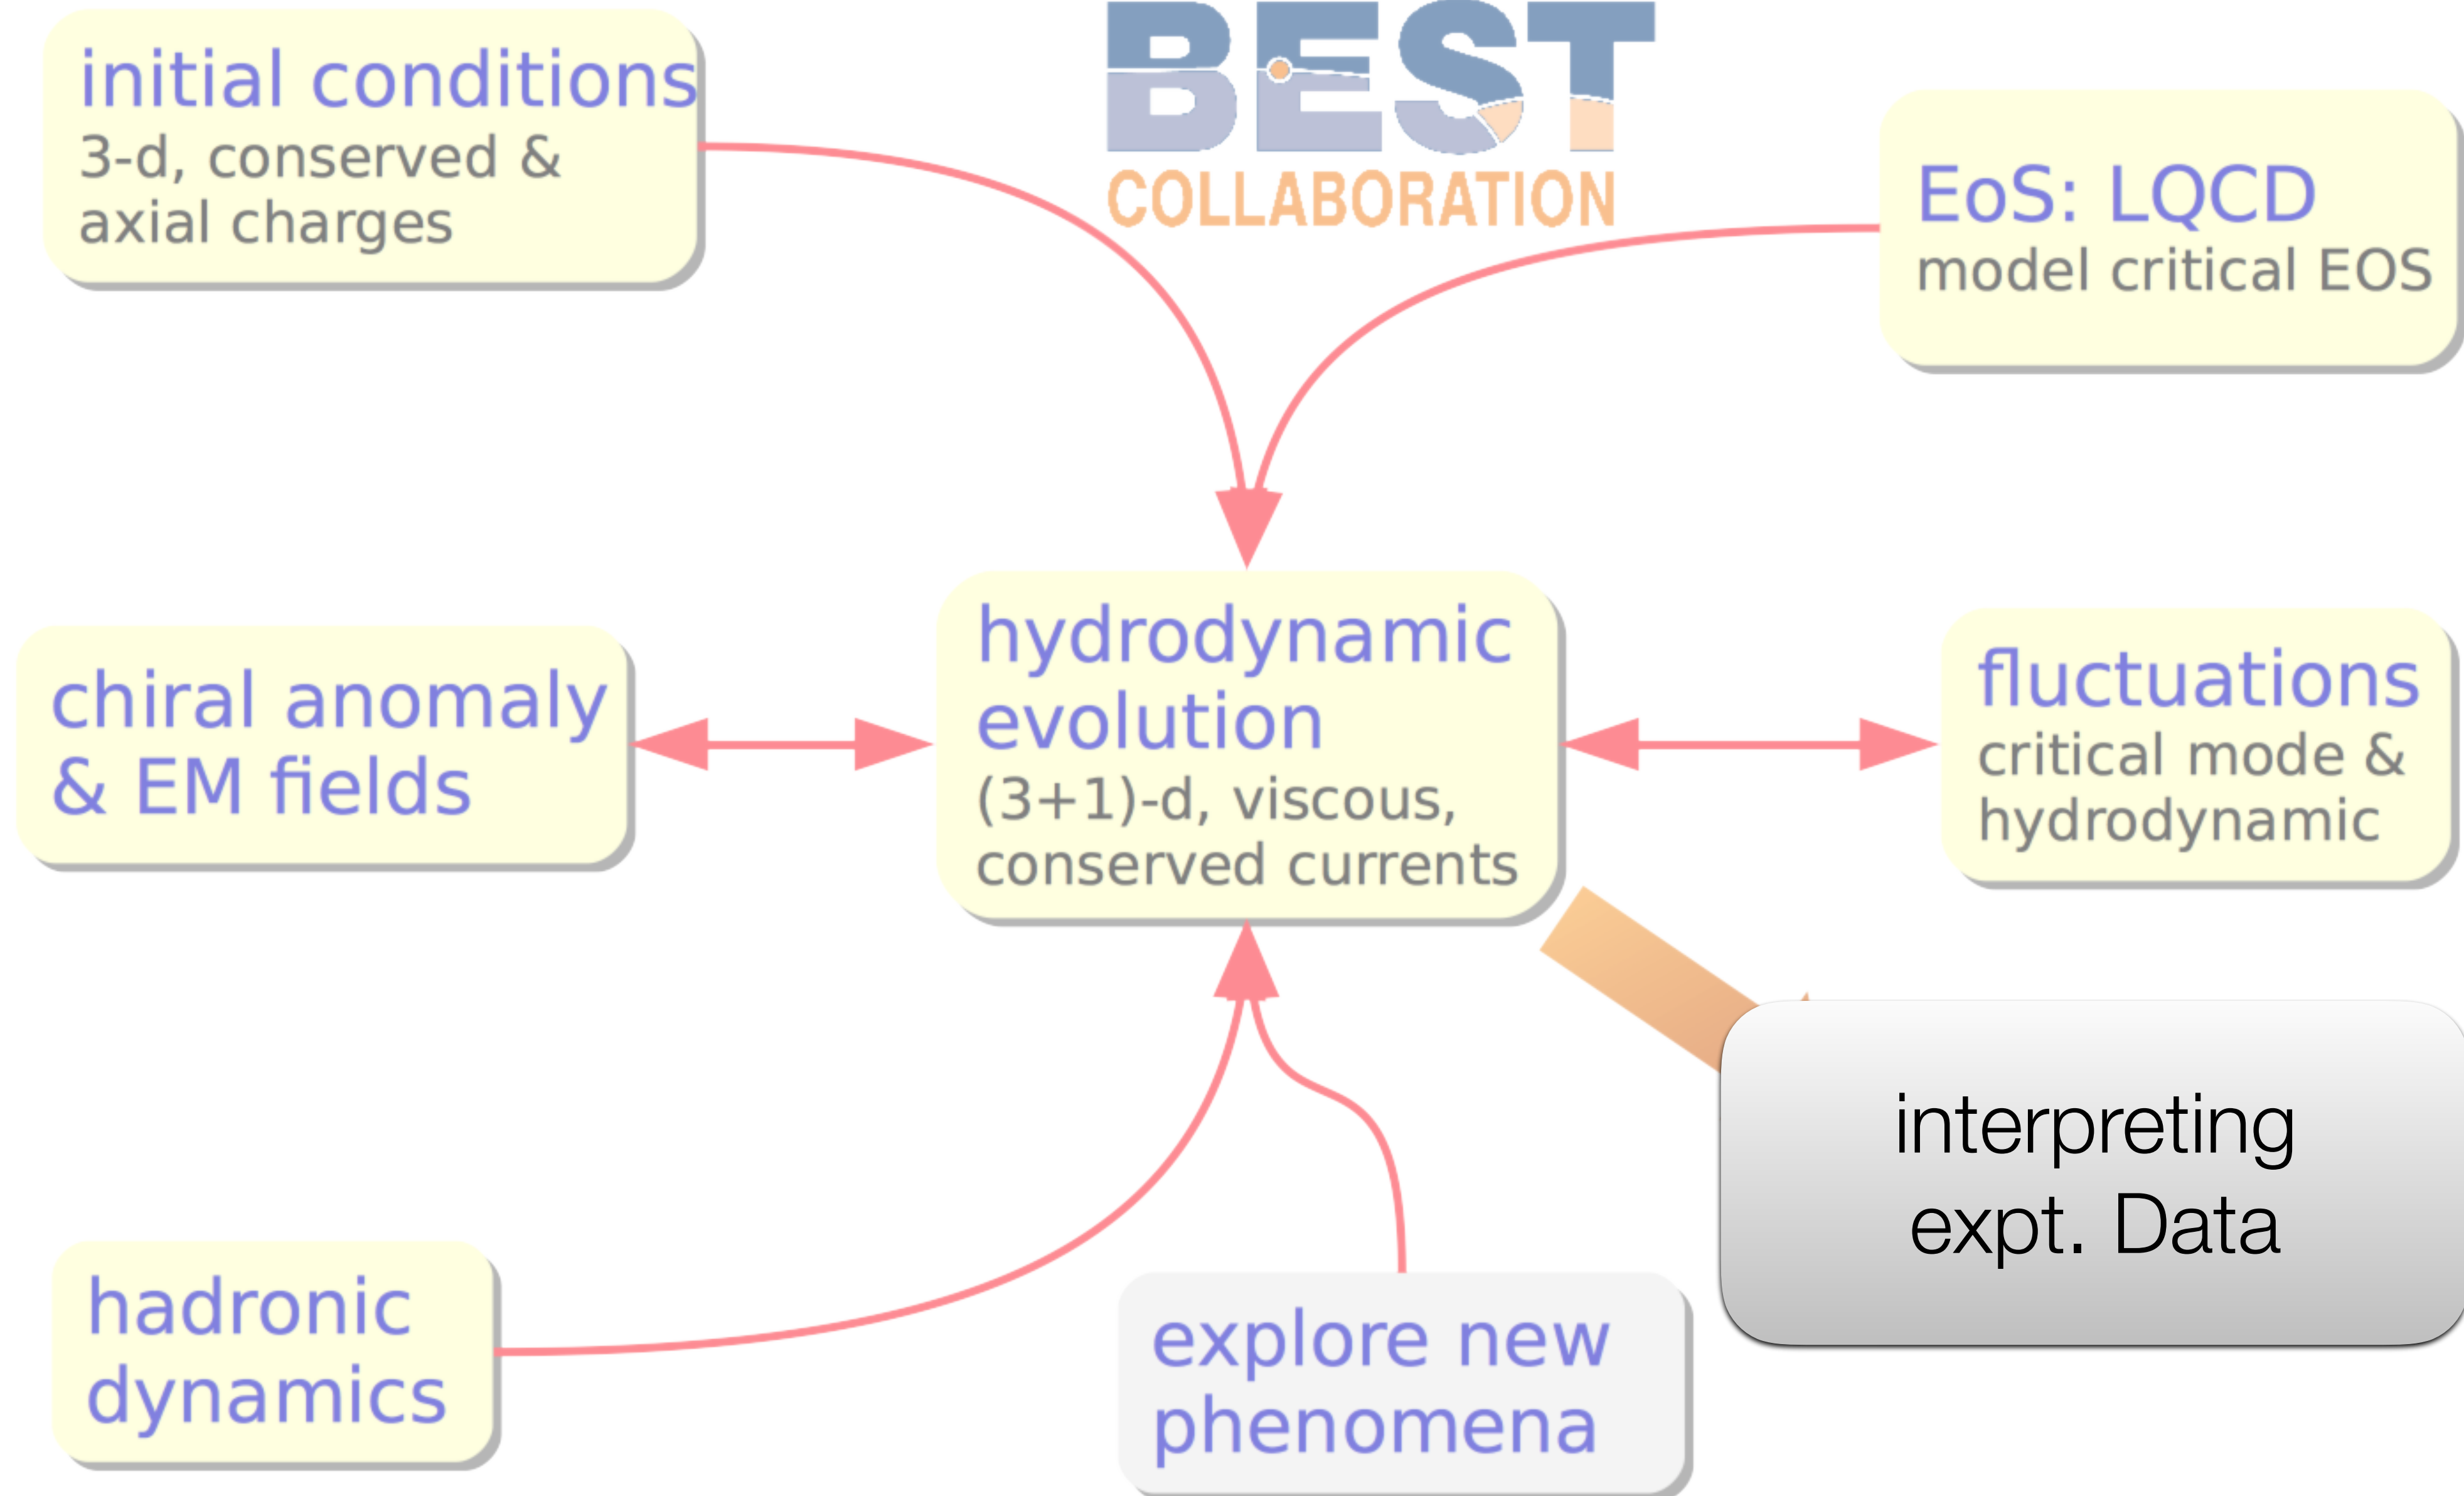 BEST
COLLABORATION
initial conditions
3-d, conserved &
axial charges
EoS: LQCD
model critical EOS
chiral anomaly
& EM fields
hydrodynamic
evolution
(3+1)-d, viscous,
conserved currents
fluctuations
critical mode &
hydrodynamic
hadronic
dynamics
explore new
phenomena
interpreting
expt. Data